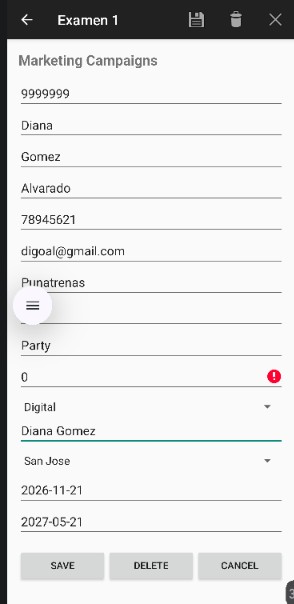 Examen 1
Marketing Campaigns
9999999
Diana
Gomez
Alvarado
78945621
digoal@gmail.com
Punatrenas
Party
0
Digital
Diana Gomez
San Jose
2026-11-21
2027-05-21
SAVE
DELETE
CANCEL